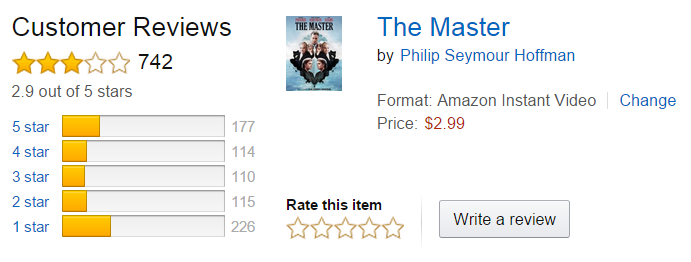 Customer Reviews
742
2.9 out of 5 stars
5 star 177
4 star 114
3 star 110
2 star 115
1 star 226
THE MASTER
The Master
by Philip Seymour Hoffman
Format: Amazon Instant Video Change
Price: $2.99
Rate this item
Write a review